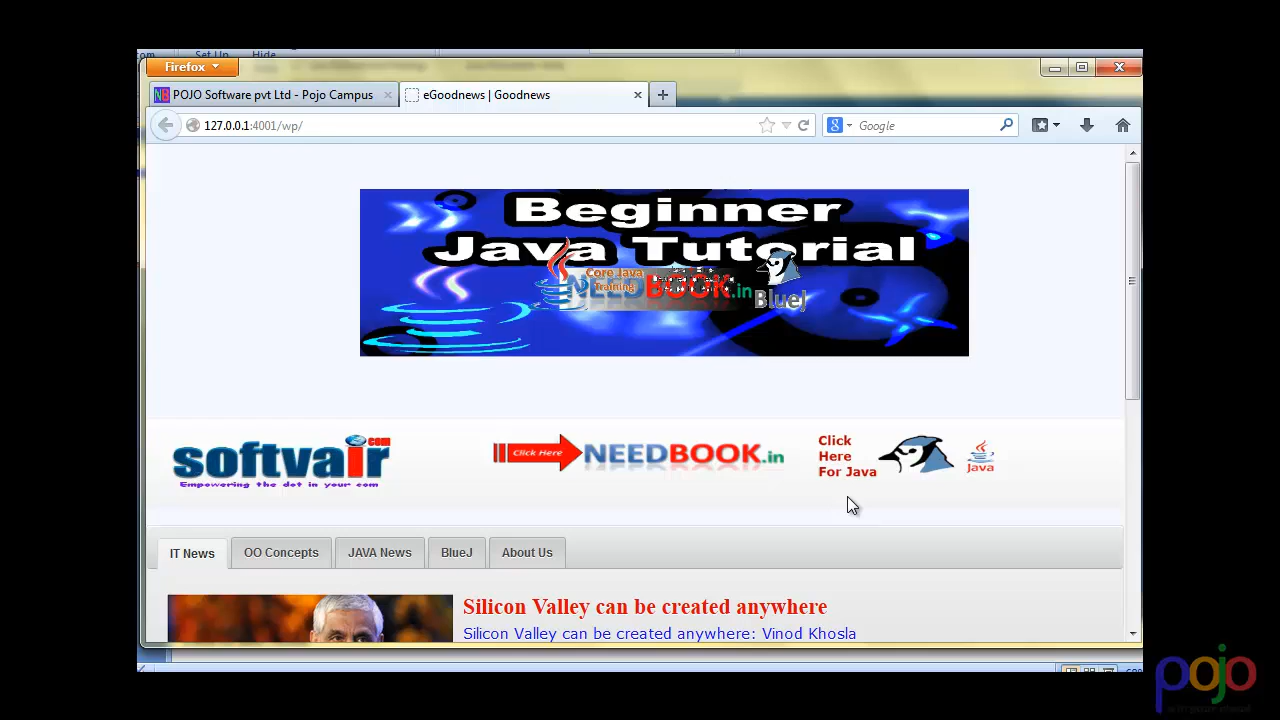 Set Up Hide
Firefox
POJO Software pvt Ltd - Pojo Campus
eGoodnews | Goodnews
127.0.0.1:4001/wp/
Google
Beginner
Java Tutorial
Core Java
Training
NEEDBOOK.in
BlueJ
softvair.com
Empowering the dot in your com
Click Here
NEEDBOOK.in
Click
Here
For Java
Java
IT News
OO Concepts
JAVA News
BlueJ
About Us
Silicon Valley can be created anywhere
Silicon Valley can be created anywhere: Vinod Khosla
pojo